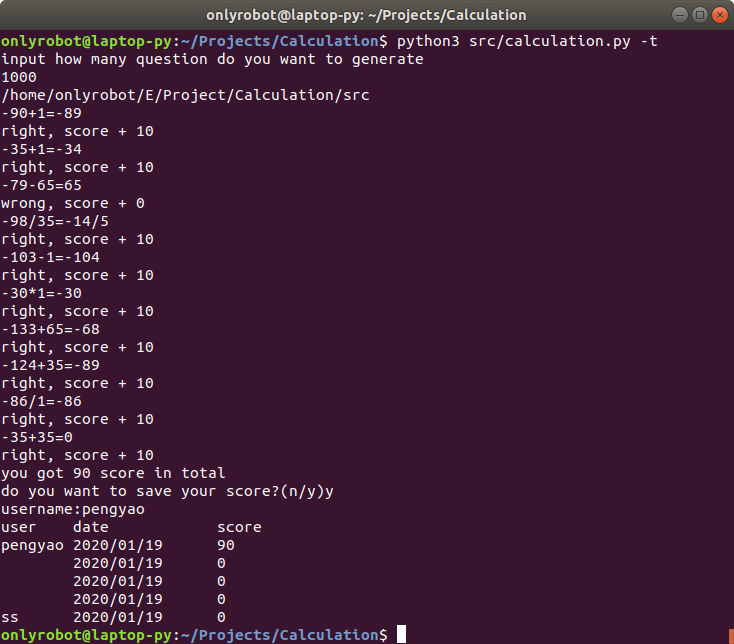 onlyrobot@laptop-py: ~/Projects/Calculation
onlyrobot@laptop-py:~/Projects/Calculation$ python3 src/calculation.py -t
input how many question do you want to generate
1000
/home/onlyrobot/E/Project/Calculation/src
-90+1=-89
right, score + 10
-35+1=-34
right, score + 10
-79-65=65
wrong, score + 0
-98/35=-14/5
right, score + 10
-103-1=-104
right, score + 10
-30*1=-30
right, score + 10
-133+65=-68
right, score + 10
-124+35=-89
right, score + 10
-86/1=-86
right, score + 10
-35+35=0
right, score + 10
you got 90 score in total
do you want to save your score?(n/y)y
username:pengyao
user    date            score
pengyao 2020/01/19      90
        2020/01/19      0
        2020/01/19      0
        2020/01/19      0
ss      2020/01/19      0
onlyrobot@laptop-py:~/Projects/Calculation$